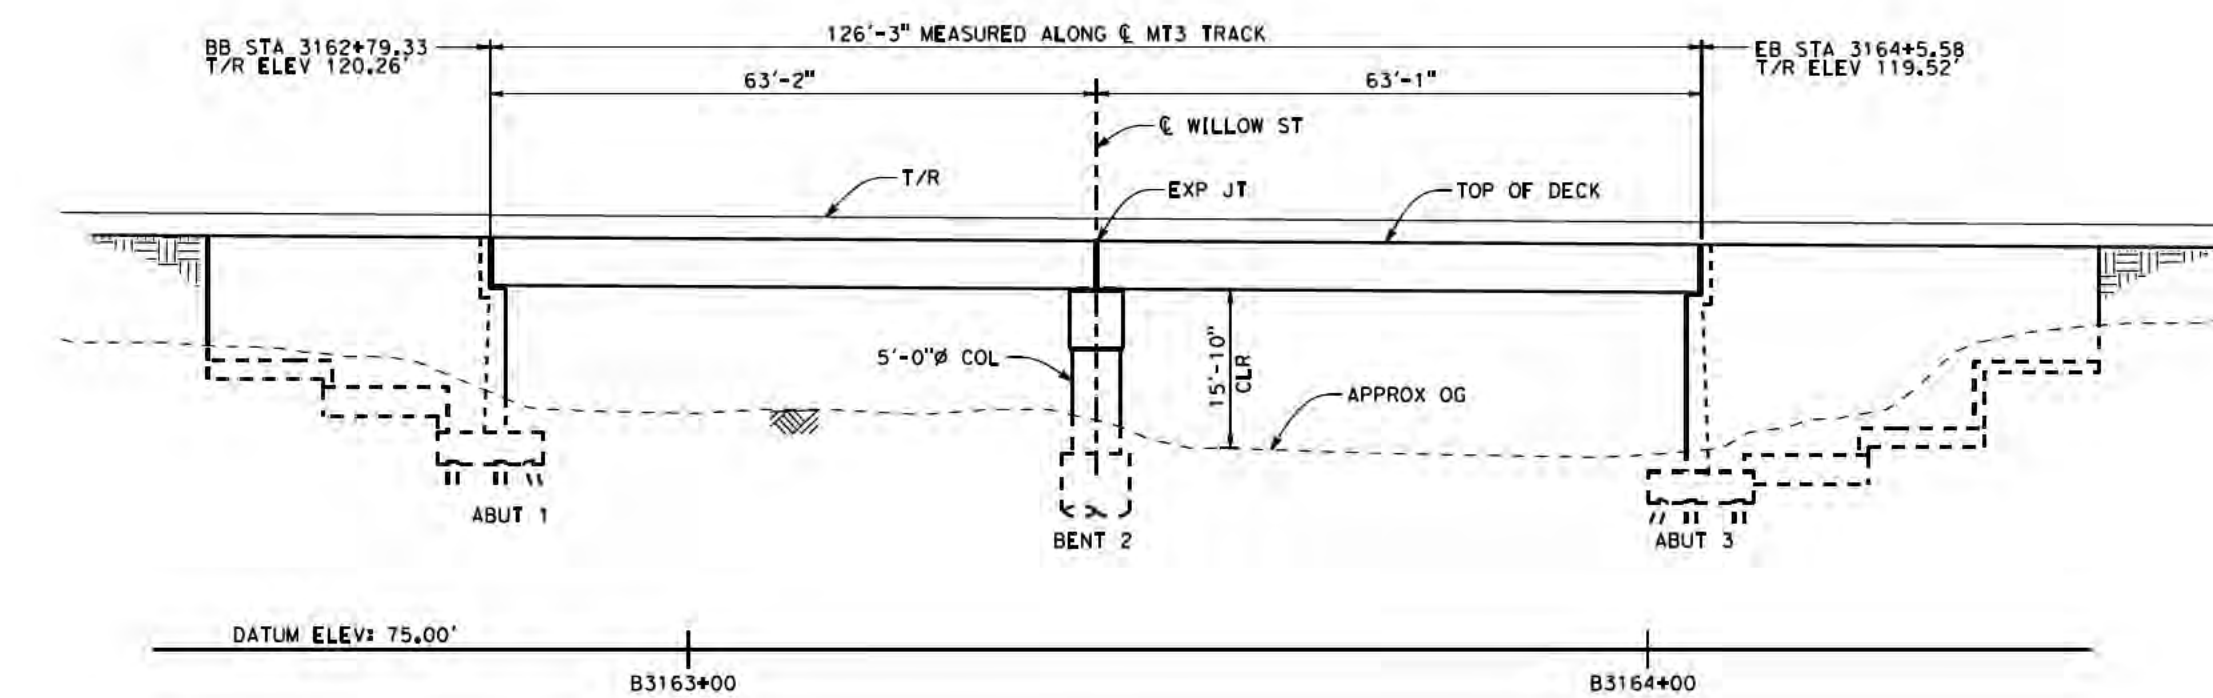 126'-3" MEASURED ALONG ℄ MT3 TRACK
BB STA 3162+79.33
T/R ELEV 120.26'
EB STA 3164+5.58
T/R ELEV 119.52'
63'-2"
63'-1"
℄ WILLOW ST
T/R
EXP JT
TOP OF DECK
5'-0"Ø COL
15'-10"
CLR
APPROX OG
ABUT 1
BENT 2
ABUT 3
DATUM ELEV: 75.00'
B3163+00
B3164+00